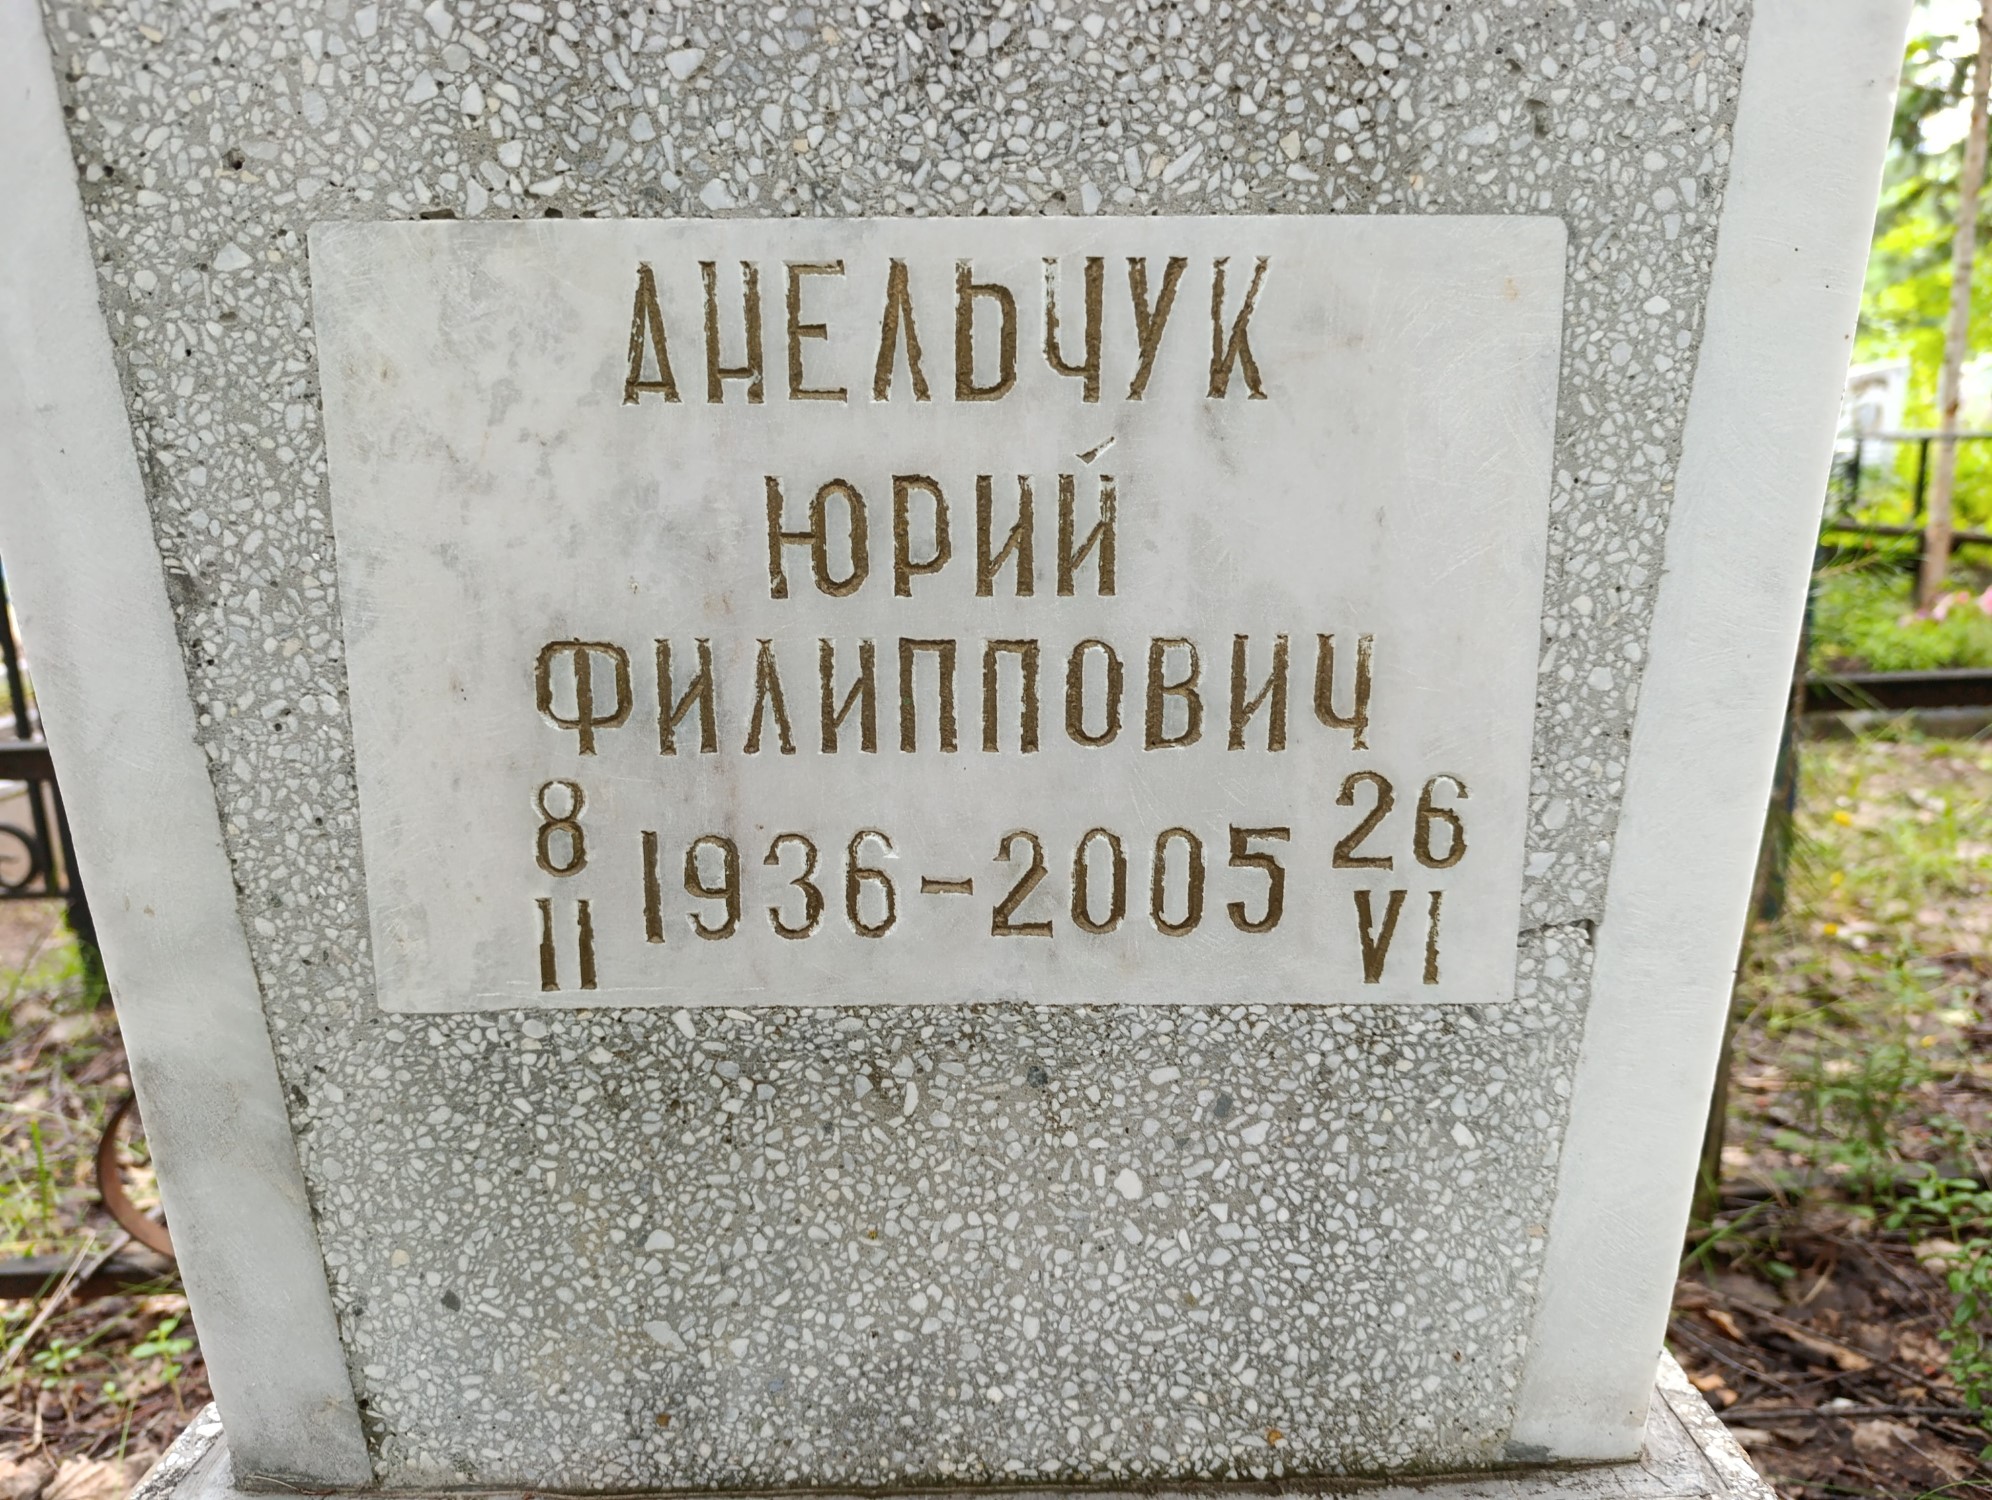 АНЕЛЬЧУК
ЮРИЙ
ФИЛИППОВИЧ
8 II 1936-2005 26 VI